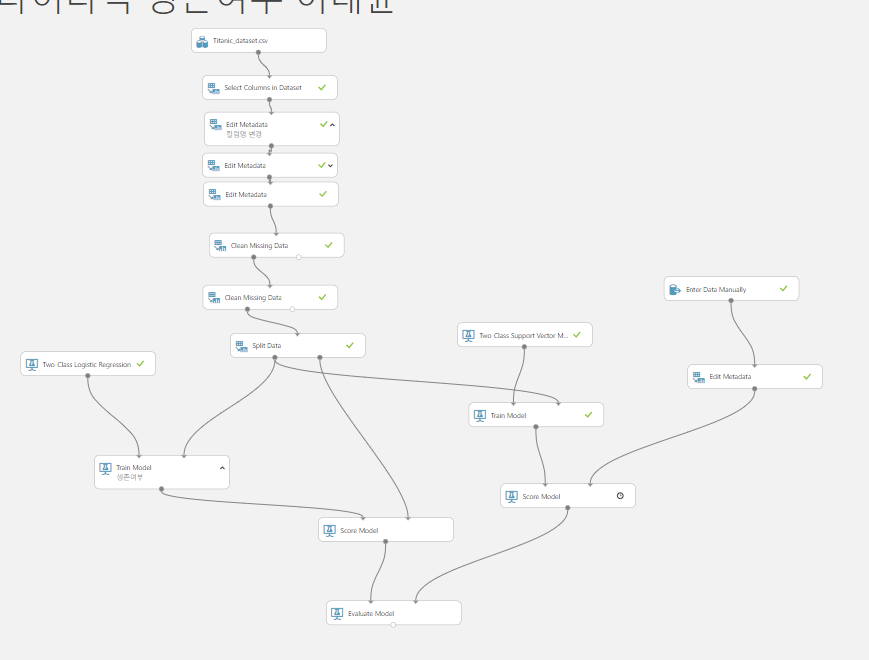 Titanic_dataset.csv
Select Columns in Dataset
Edit Metadata
칼럼명 변경
Edit Metadata
Edit Metadata
Clean Missing Data
Clean Missing Data
Enter Data Manually
Two-Class Support Vector M...
Split Data
Two-Class Logistic Regression
Edit Metadata
Train Model
Train Model
생존여부
Score Model
Score Model
Evaluate Model